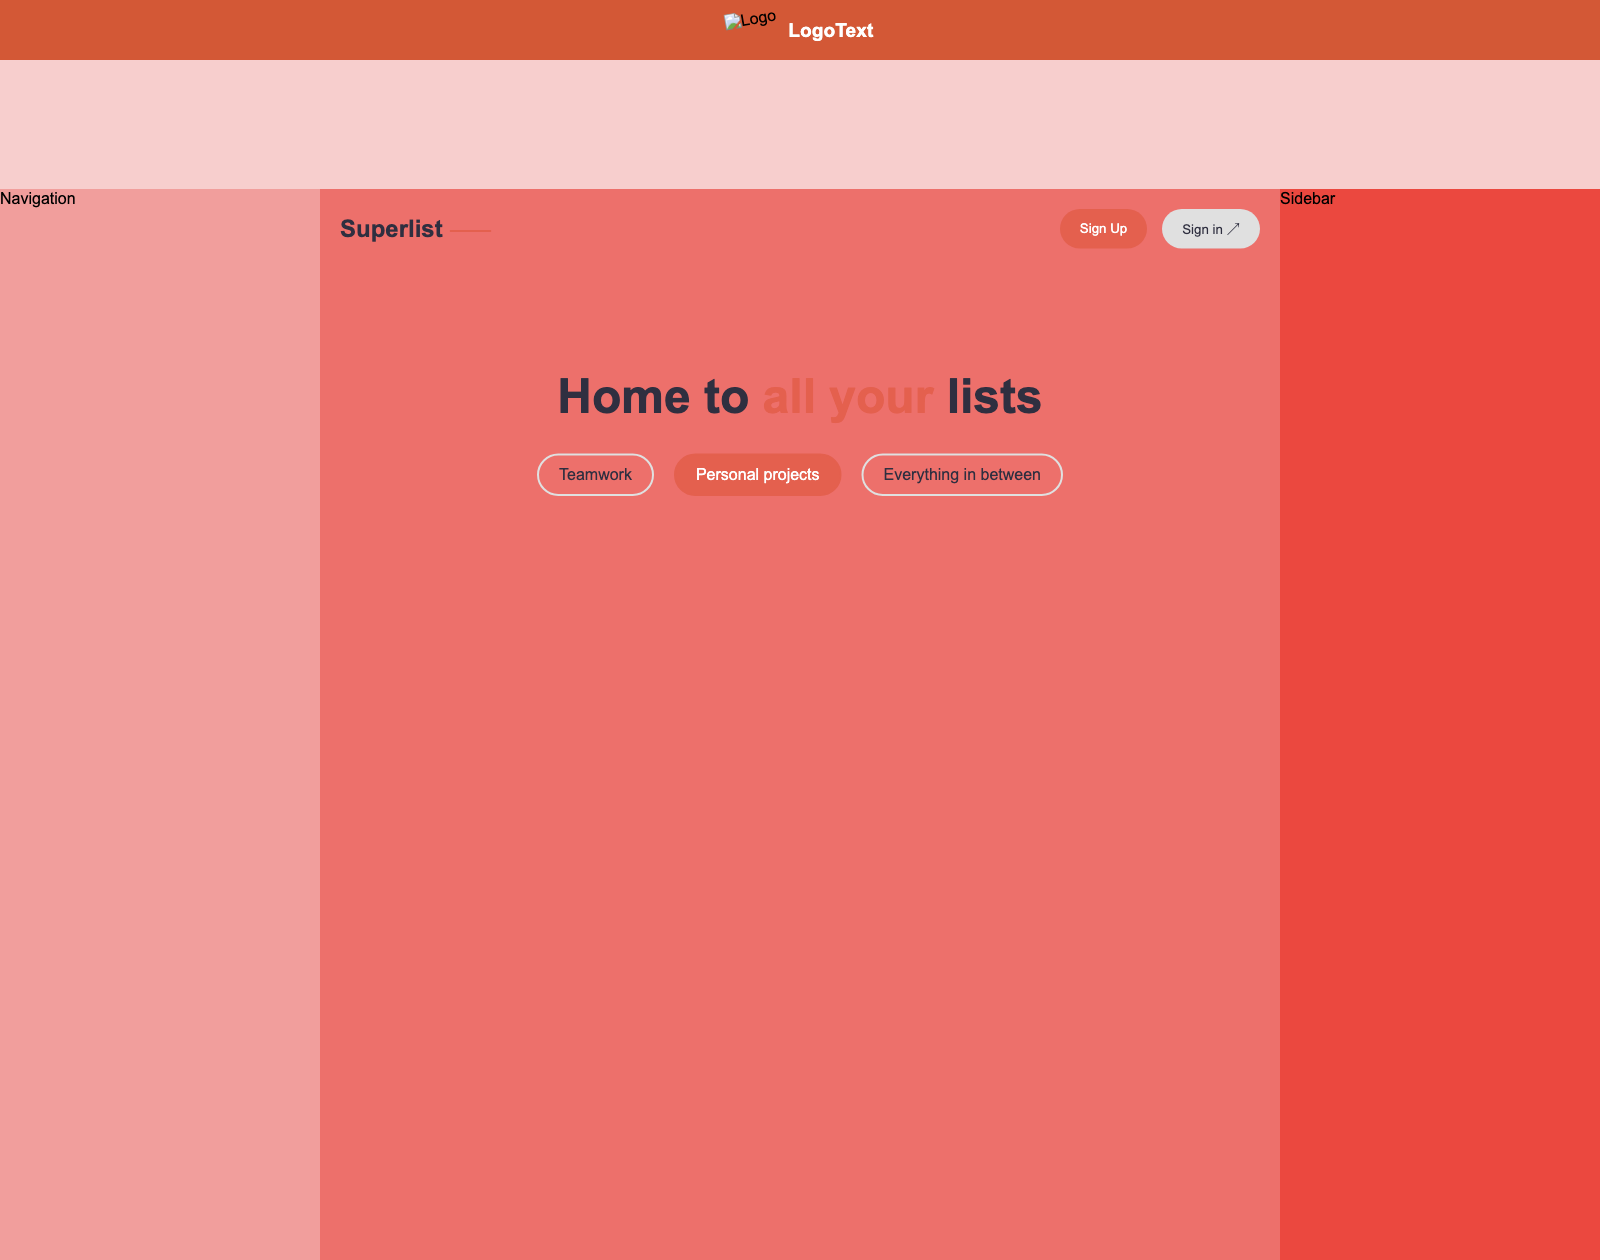 Logo LogoText
Navigation
Superlist
Sign Up
Sign in ↗
Sidebar
Home to all your lists
Teamwork
Personal projects
Everything in between